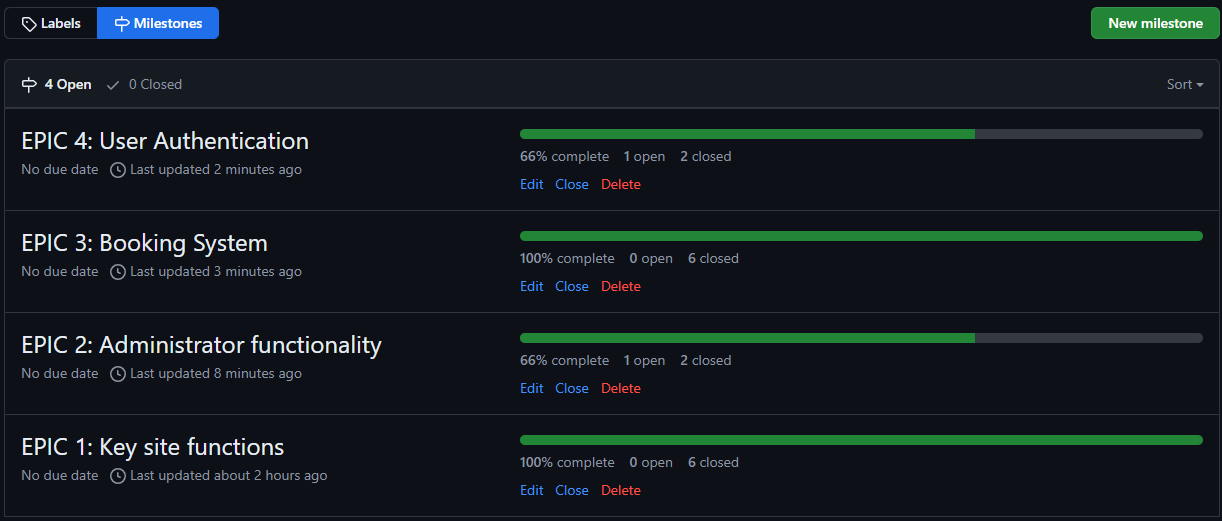 Labels Milestones New milestone
4 Open 0 Closed Sort
EPIC 4: User Authentication
No due date Last updated 2 minutes ago
66% complete 1 open 2 closed
Edit Close Delete
EPIC 3: Booking System
No due date Last updated 3 minutes ago
100% complete 0 open 6 closed
Edit Close Delete
EPIC 2: Administrator functionality
No due date Last updated 8 minutes ago
66% complete 1 open 2 closed
Edit Close Delete
EPIC 1: Key site functions
No due date Last updated about 2 hours ago
100% complete 0 open 6 closed
Edit Close Delete